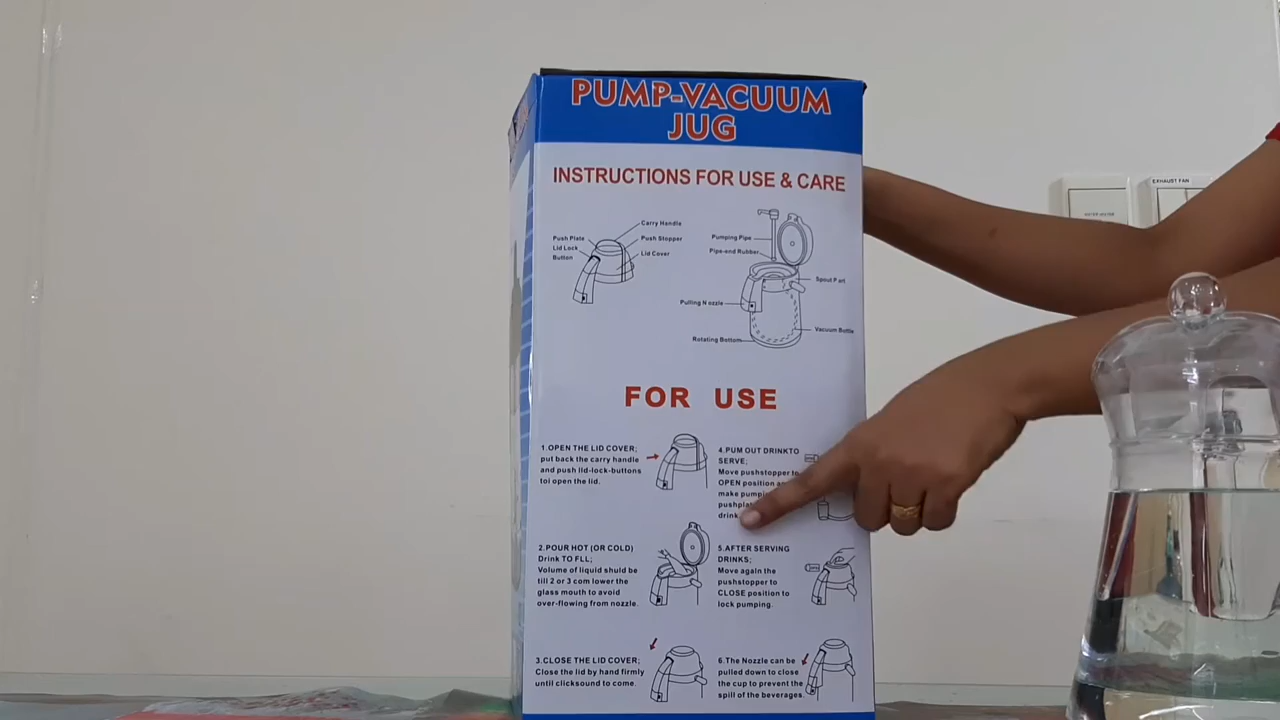 PUMP-VACUUM
JUG
INSTRUCTIONS FOR USE & CARE
Carry Handle
Push Plate
Push Stopper
Lid Lock
Button
Lid Cover
Pumping Pipe
Pipe-end Rubber
Spout P art
Pulling N ozzle
Vacuum Bottle
Rotating Bottom
FOR USE
1.OPEN THE LID COVER;
put back the carry handle
and push lid-lock-buttons
toi open the lid.
2.POUR HOT (OR COLD)
Drink TO FLL;
Volume of liquid shuld be
till 2 or 3 com lower the
glass mouth to avoid
over-flowing from nozzle.
3.CLOSE THE LID COVER;
Close the lid by hand firmly
until clicksound to come.
4.PUM OUT DRINKTO
SERVE;
Move pushstopper to
OPEN position
make
drink
5.AFTER SERVING
DRINKS;
Move again the
pushstopper to
CLOSE position to
lock pumping.
6.The Nozzle can be
pulled down to close
the cup to prevent the
spill of the beverages.
EXHAUST FAN